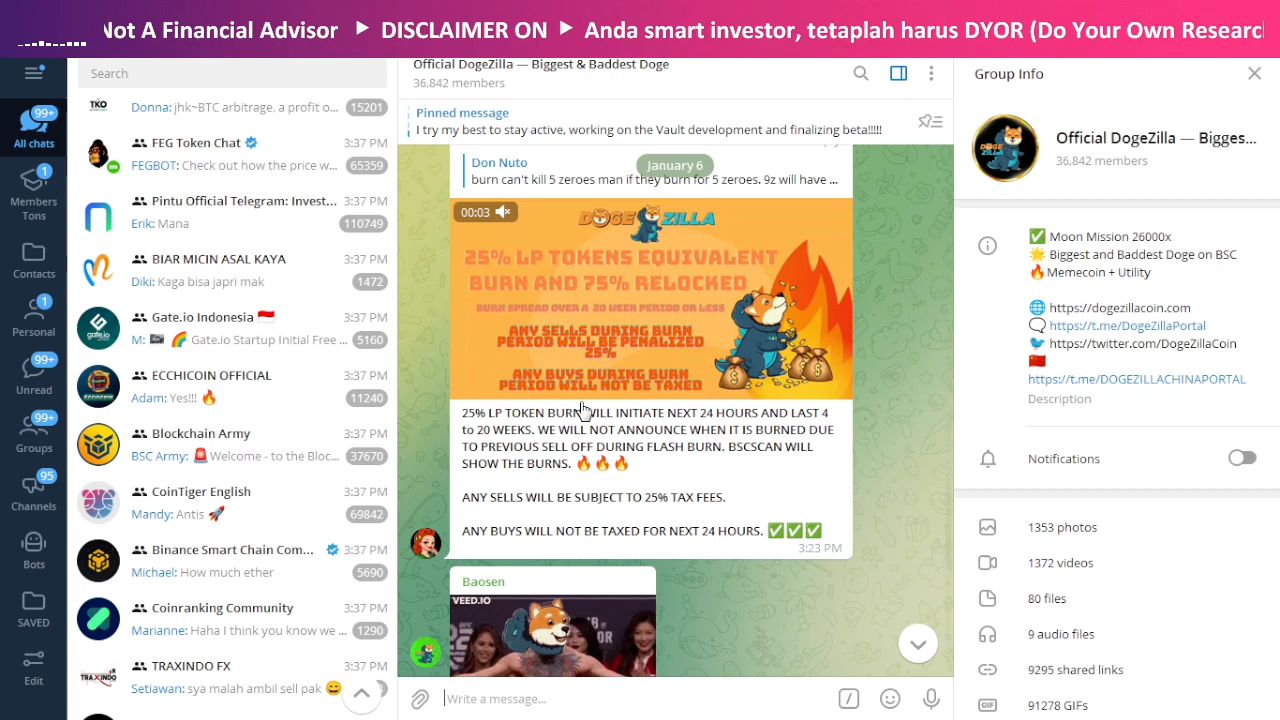 Not A Financial Advisor ► DISCLAIMER ON ► Anda smart investor, tetaplah harus DYOR (Do Your Own Researc
99+
All chats
1
Members
Tons
Contacts
1
Personal
99+
Unread
99+
Groups
95
Channels
Bots
SAVED
Edit
Search
TKO
Donna: jhk~BTC arbitrage, a profit o...
15201
FEG Token Chat
3:37 PM
FEGBOT: Check out how the price w...
65359
Pintu Official Telegram: Invest...
3:37 PM
Erik: Mana
110749
BIAR MICIN ASAL KAYA
3:37 PM
Diki: Kaga bisa japri mak
1472
Gate.io Indonesia 🇮🇩
3:37 PM
M: 📼 🌈 Gate.io Startup Initial Free ...
5160
ECCHICOIN OFFICIAL
3:37 PM
Adam: Yes!!! 🔥
11240
Blockchain Army
3:37 PM
BSC Army: 🚨Welcome - to the Bloc...
37670
CoinTiger English
3:37 PM
Mandy: Antis 🚀
69842
Binance Smart Chain Com...
3:37 PM
Michael: How much ether
5690
Coinranking Community
3:37 PM
Marianne: Haha I think you know we ...
1290
TRAXINDO
TRAXINDO FX
3:37 PM
Setiawan: sya malah ambil sell pak 😄
Official DogeZilla — Biggest & Baddest Doge
36,842 members
Pinned message
I try my best to stay active, working on the Vault development and finalizing beta!!!!!
January 6
Don Nuto
burn can't kill 5 zeroes man if they burn for 5 zeroes. 9z will have ...
00:03
DOGE ZILLA
25% LP TOKENS EQUIVALENT
BURN AND 75% RELOCKED
BURN SPREAD OVER A 20 WEEK PERIOD OR LESS
ANY SELLS DURING BURN
PERIOD WILL BE PENALIZED
25%
ANY BUYS DURING BURN
PERIOD WILL NOT BE TAXED
25% LP TOKEN BURN WILL INITIATE NEXT 24 HOURS AND LAST 4
to 20 WEEKS. WE WILL NOT ANNOUNCE WHEN IT IS BURNED DUE
TO PREVIOUS SELL OFF DURING FLASH BURN. BSCSCAN WILL
SHOW THE BURNS. 🔥🔥🔥
ANY SELLS WILL BE SUBJECT TO 25% TAX FEES.
ANY BUYS WILL NOT BE TAXED FOR NEXT 24 HOURS. ✅✅✅
3:23 PM
Baosen
VEED.IO
Write a message...
Group Info
DOGE ZILLA
Official DogeZilla — Bigges...
36,842 members
✅ Moon Mission 26000x
🌟 Biggest and Baddest Doge on BSC
🔥Memecoin + Utility
🌐 https://dogezillacoin.com
🗨 https://t.me/DogeZillaPortal
🐦 https://twitter.com/DogeZillaCoin
🇨🇳
https://t.me/DOGEZILLACHINAPORTAL
Description
Notifications
1353 photos
1372 videos
80 files
9 audio files
9295 shared links
GIF
91278 GIFs